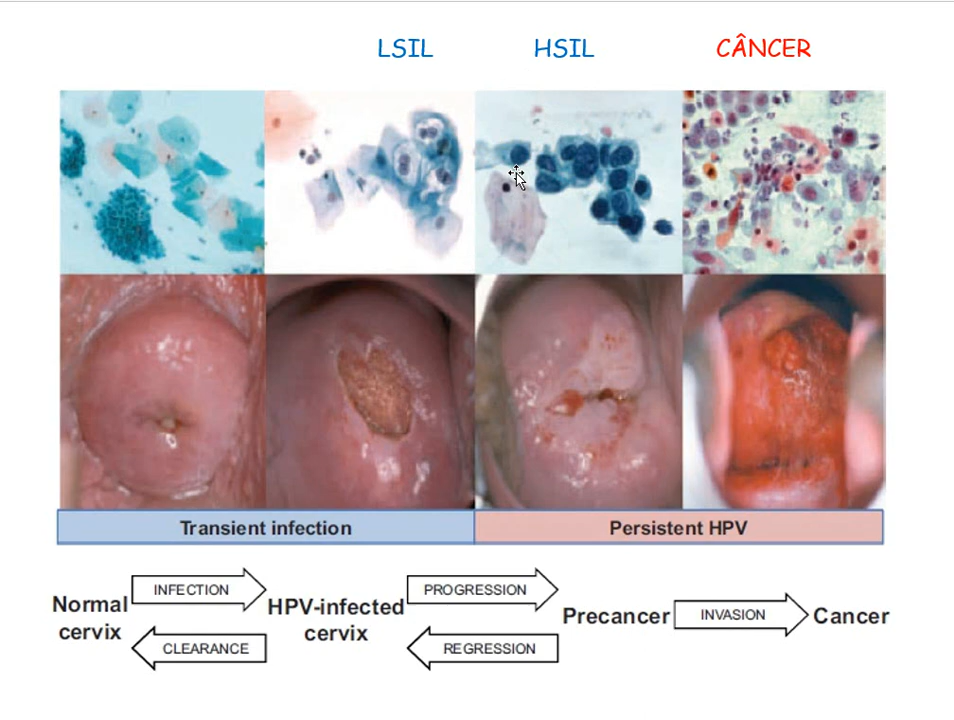 LSIL HSIL CÂNCER
Transient infection Persistent HPV
INFECTION
PROGRESSION
Normal
cervix
HPV-infected
cervix
Precancer
INVASION
Cancer
CLEARANCE
REGRESSION